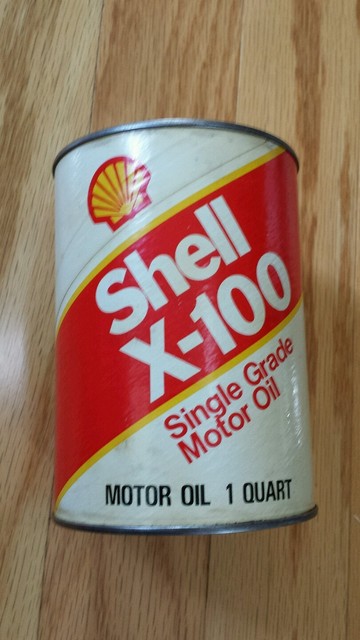 Shell
X-100
Single Grade
Motor Oil
MOTOR OIL 1 QUART